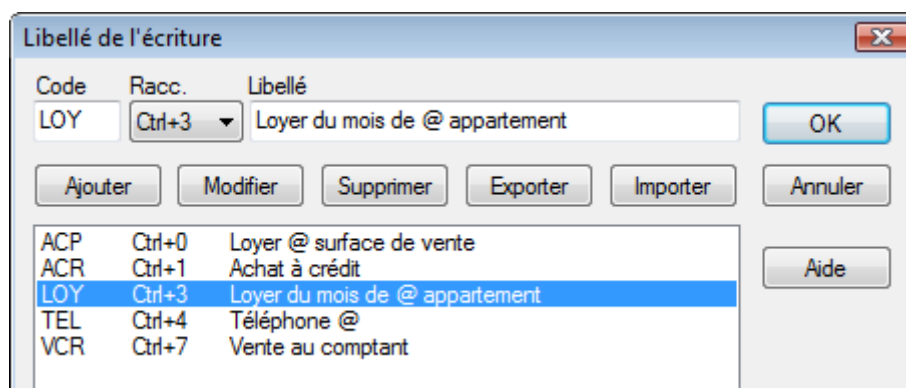 Libellé de l'écriture
Code Racc. Libellé
LOY Ctrl+3 Loyer du mois de @ appartement OK
Ajouter Modifier Supprimer Exporter Importer Annuler
ACP Ctrl+0 Loyer @ surface de vente
ACR Ctrl+1 Achat à crédit Aide
LOY Ctrl+3 Loyer du mois de @ appartement
TEL Ctrl+4 Téléphone @
VCR Ctrl+7 Vente au comptant